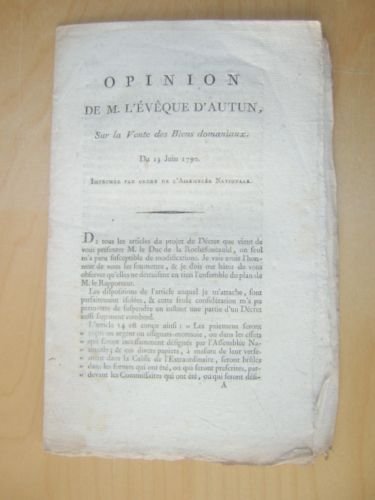 OPINION
DE M. L'ÉVÊQUE D'AUTUN,
Sur la Vente des Biens domaniaux.
Du 13 Juin 1790.
IMPRIMÉE PAR ORDRE DE L'ASSEMBLÉE NATIONALE.
DE tous les articles du projet de Décret que vient de
vous présenter M. le Duc de la Rochefoucauld, un seul
m'a paru susceptible de modifications. Je vais avoir l'hon-
neur de vous les soumettre, & je dois me hâter de vous
observer qu'elles ne détruisent en rien l'ensemble du plan de
M. le Rapporteur.
Les dispositions de l'article auquel je m'attache, sont
parfaitement isolées, & cette seule considération m'a pa
permettre de suspendre un instant une partie d'un Décret
aussi sagement combiné.
L'article 14 est conçu ainsi : « Les paiemens seront
» reçus en argent ou assignats-monnoie, ou dans les effets
» qui seront incessamment désignés par l'Assemblée Na-
» tionale; & ces divers papiers, à mesure de leur verse-
» ment dans la Caisse de l'Extraordinaire, seront brûlés
» dans les formes qui ont été, ou qui seront prescrites, par-
» devant les Commissaires qui ont été, ou qui seront dési-
A